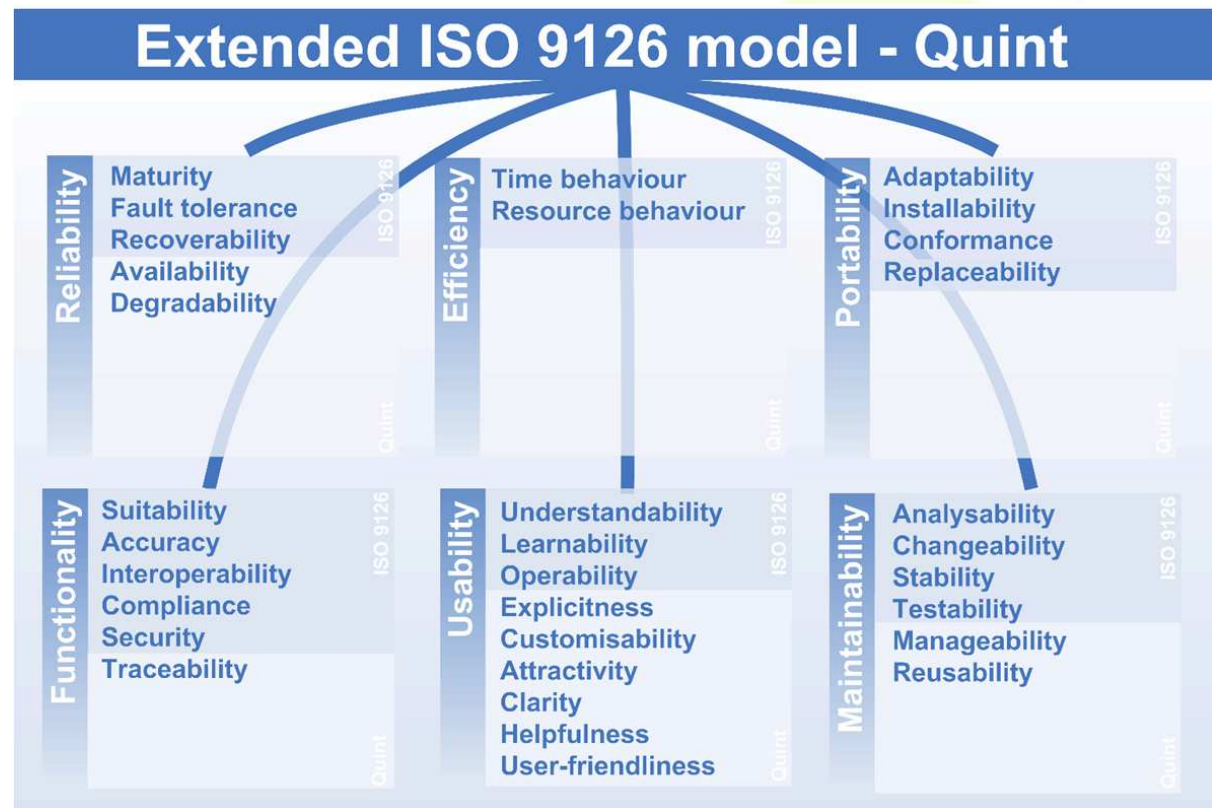 Extended ISO 9126 model - Quint
Reliability
Maturity
Fault tolerance
Recoverability
Availability
Degradability
ISO 9126
Quint
Efficiency
Time behaviour
Resource behaviour
ISO 9126
Portability
Adaptability
Installability
Conformance
Replaceability
ISO 9126
Quint
Functionality
Suitability
Accuracy
Interoperability
Compliance
Security
Traceability
ISO 9126
Quint
Usability
Understandability
Learnability
Operability
Explicitness
Customisability
Attractivity
Clarity
Helpfulness
User-friendliness
ISO 9126
Quint
Maintainability
Analysability
Changeability
Stability
Testability
Manageability
Reusability
ISO 9126
Quint